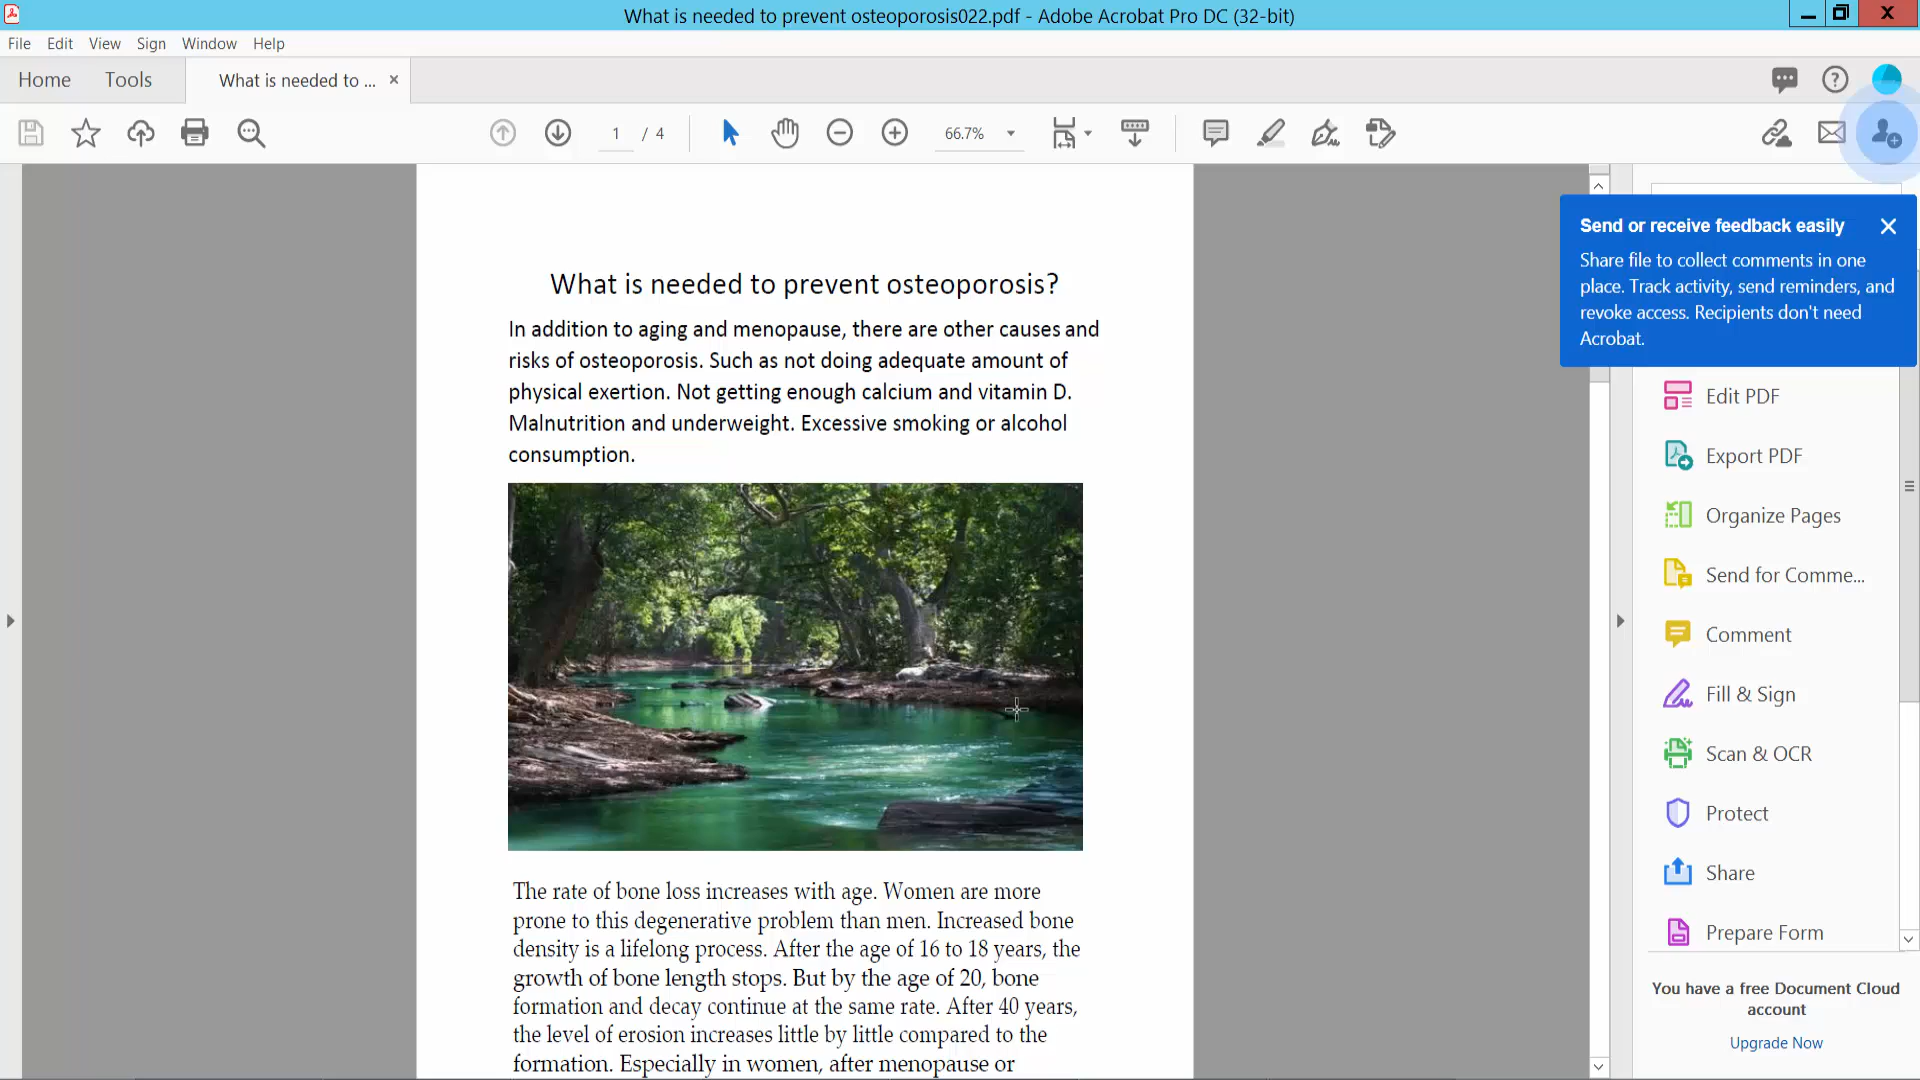 What is needed to prevent osteoporosis022.pdf - Adobe Acrobat Pro DC (32-bit)
File Edit View Sign Window Help
Home Tools What is needed to ... ×
1 / 4 66.7%
What is needed to prevent osteoporosis?
In addition to aging and menopause, there are other causes and
risks of osteoporosis. Such as not doing adequate amount of
physical exertion. Not getting enough calcium and vitamin D.
Malnutrition and underweight. Excessive smoking or alcohol
consumption.
The rate of bone loss increases with age. Women are more
prone to this degenerative problem than men. Increased bone
density is a lifelong process. After the age of 16 to 18 years, the
growth of bone length stops. But by the age of 20, bone
formation and decay continue at the same rate. After 40 years,
the level of erosion increases little by little compared to the
formation. Especially in women, after menopause or
Send or receive feedback easily
Share file to collect comments in one
place. Track activity, send reminders, and
revoke access. Recipients don't need
Acrobat.
Edit PDF
Export PDF
Organize Pages
Send for Comme...
Comment
Fill & Sign
Scan & OCR
Protect
Share
Prepare Form
You have a free Document Cloud
account
Upgrade Now